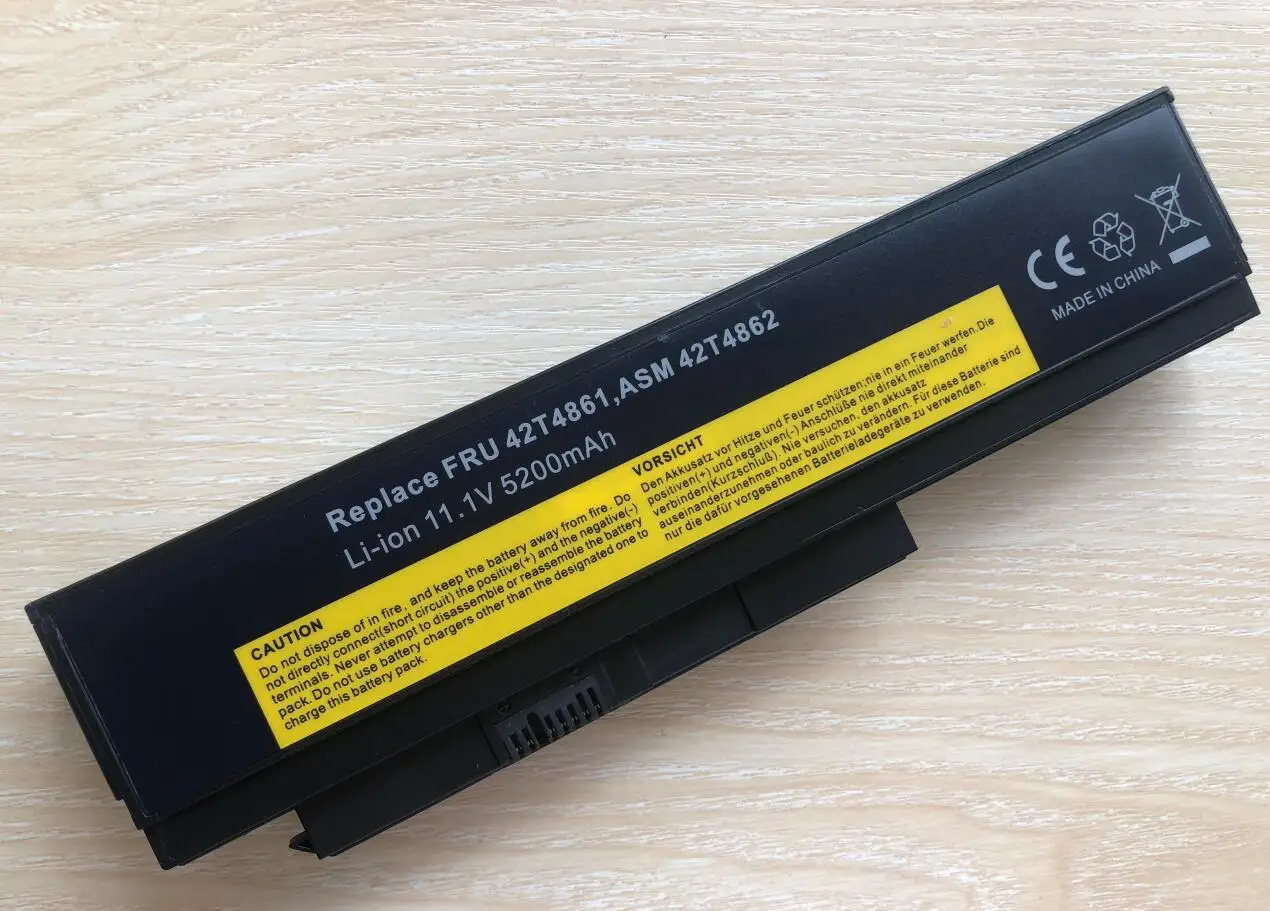 Replace FRU 42T4861,ASM 42T4862
Li-ion 11.1V 5200mAh
CAUTION
Do not dispose of in fire, and keep the battery away from fire. Do
not directly connect(short circuit) the positive(+) and the negative(-)
terminals. Never attempt to disassemble or reassemble the battery
pack. Do not use battery chargers other than the designated one to
charge this battery pack.
VORSICHT
Den Akkusatz vor Hitze und Feuer schützen:nie in ein Feuer werfen.Die
positiven(+) und negativen(-) Anschlüße nie direkt miteinander
verbinden(Kurzschluß). Nie versuchen, den akkusatz
auseinanderzunehmen oder baulich zu verändern. Für diese Batterie sind
nur die dafür vorgesehenen Batterieladegeräte zu verwenden.
CE
MADE IN CHINA